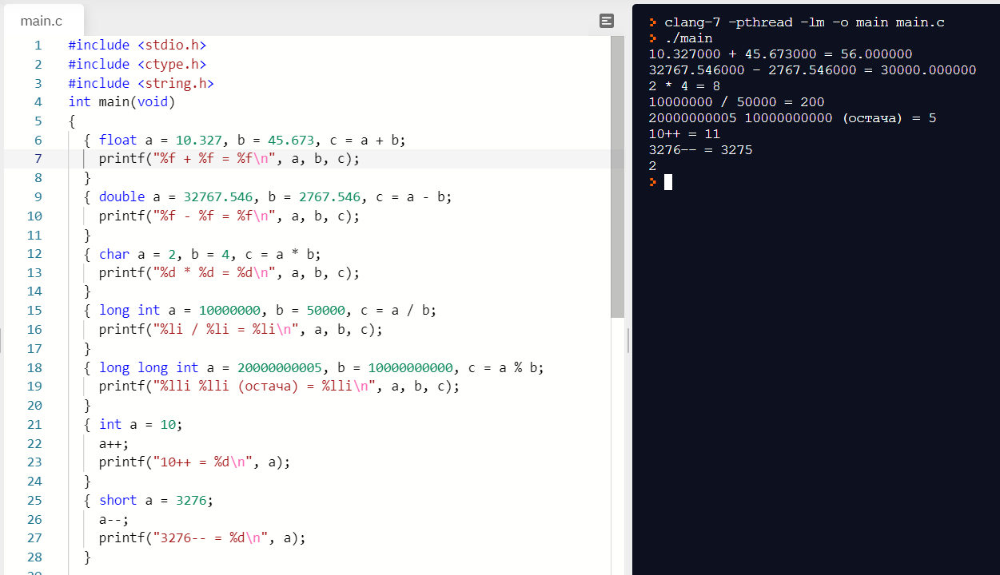 main.c
1 #include <stdio.h>
2 #include <ctype.h>
3 #include <string.h>
4 int main(void)
5 {
6 { float a = 10.327, b = 45.673, c = a + b;
7 printf("%f + %f = %f\n", a, b, c);
8 }
9 { double a = 32767.546, b = 2767.546, c = a - b;
10 printf("%f - %f = %f\n", a, b, c);
11 }
12 { char a = 2, b = 4, c = a * b;
13 printf("%d * %d = %d\n", a, b, c);
14 }
15 { long int a = 10000000, b = 50000, c = a / b;
16 printf("%li / %li = %li\n", a, b, c);
17 }
18 { long long int a = 20000000005, b = 10000000000, c = a % b;
19 printf("%lli %lli (остача) = %lli\n", a, b, c);
20 }
21 { int a = 10;
22 a++;
23 printf("10++ = %d\n", a);
24 }
25 { short a = 3276;
26 a--;
27 printf("3276-- = %d\n", a);
28 }
> clang-7 -pthread -lm -o main main.c
> ./main
10.327000 + 45.673000 = 56.000000
32767.546000 - 2767.546000 = 30000.000000
2 * 4 = 8
10000000 / 50000 = 200
20000000005 10000000000 (остача) = 5
10++ = 11
3276-- = 3275
2
>